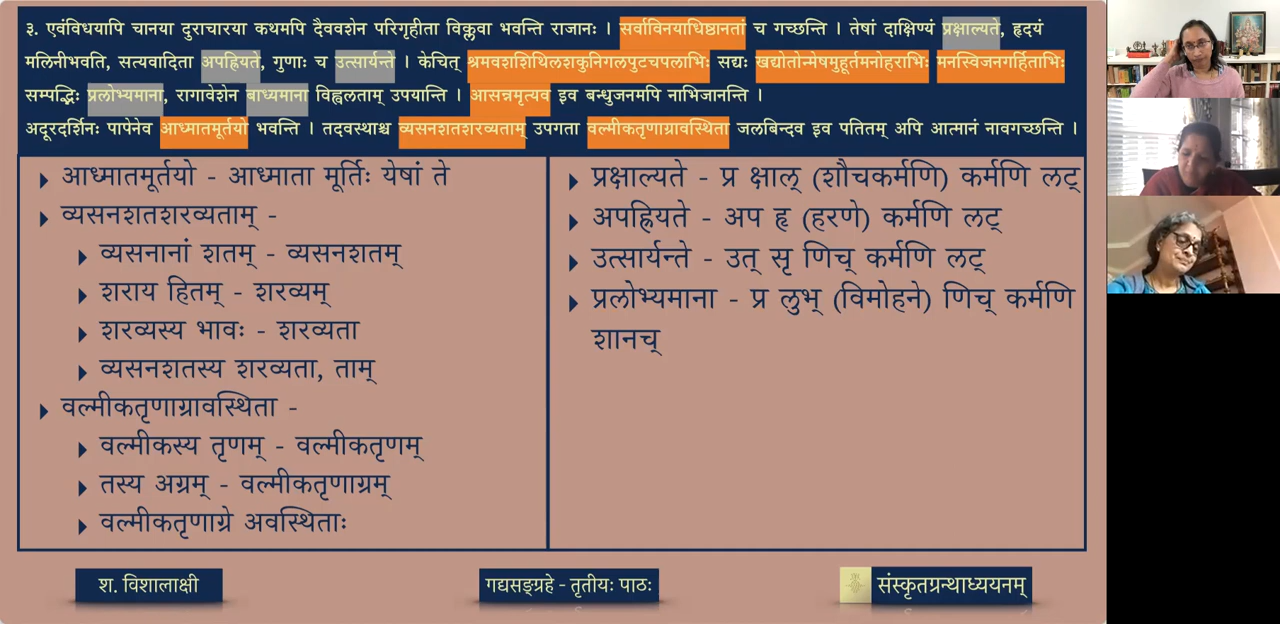 ३. एवंविधयापि चानया दुराचारया कथमपि दैववशेन परिगृहीता विक्लवा भवन्ति राजानः । सर्वाविनयाधिष्ठानतां च गच्छन्ति । तेषां दाक्षिण्यं प्रक्षाल्यते, हृदयं
मलिनीभवति, सत्यवादिता अपह्रियते, गुणाः च उत्सार्यन्ते । केचित् श्रमवशशिथिलशकुनिगलपुटचपलाभिः सद्यः खद्योतोन्मेषमुहूर्तमनोहराभिः मनस्विजनगर्हिताभिः
सम्पद्भिः प्रलोभ्यमाना, रागावेशेन बाध्यमाना विह्वलताम् उपयान्ति । आसन्नमृत्यव इव बन्धुजनमपि नाभिजानन्ति ।
अदूरदर्शिनः पापेनेव आध्मातमूर्तयो भवन्ति । तदवस्थाश्च व्यसनशतशरव्यताम् उपगता वल्मीकतृणाग्रावस्थिता जलबिन्दव इव पतितम् अपि आत्मानं नावगच्छन्ति ।
आध्मातमूर्तयो - आध्माता मूर्तिः येषां ते
व्यसनशतशरव्यताम् -
व्यसनानां शतम् - व्यसनशतम्
शराय हितम् - शरव्यम्
शरव्यस्य भावः - शरव्यता
व्यसनशतस्य शरव्यता, ताम्
वल्मीकतृणाग्रावस्थिता -
वल्मीकस्य तृणम् - वल्मीकतृणम्
तस्य अग्रम् - वल्मीकतृणाग्रम्
वल्मीकतृणाग्रे अवस्थिताः
प्रक्षाल्यते - प्र क्षाल् (शौचकर्मणि) कर्मणि लट्
अपह्रियते - अप हृ (हरणे) कर्मणि लट्
उत्सार्यन्ते - उत् सृ णिच् कर्मणि लट्
प्रलोभ्यमाना - प्र लुभ् (विमोहने) णिच् कर्मणि
शानच्
श. विशालाक्षी
गद्यसङ्ग्रहे - तृतीयः पाठः
संस्कृतग्रन्थाध्ययनम्